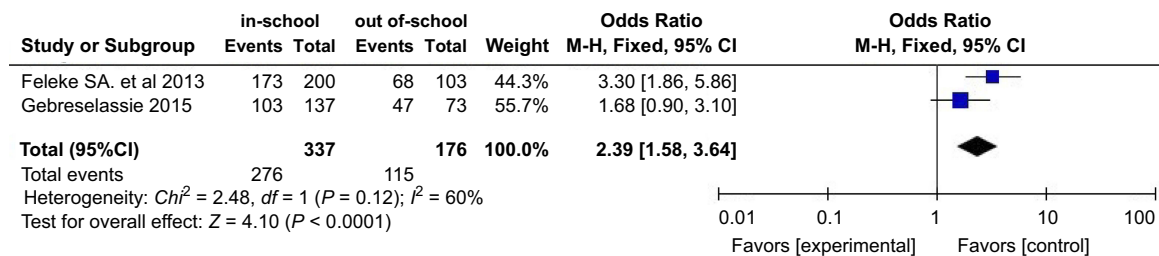 in-school out of-school Odds Ratio Odds Ratio
Study or Subgroup Events Total Events Total Weight M-H, Fixed, 95% CI M-H, Fixed, 95% CI
Feleke SA. et al 2013 173 200 68 103 44.3% 3.30 [1.86, 5.86]
Gebreselassie 2015 103 137 47 73 55.7% 1.68 [0.90, 3.10]
Total (95%CI) 337 176 100.0% 2.39 [1.58, 3.64]
Total events 276 115
Heterogeneity: Chi² = 2.48, df = 1 (P = 0.12); I² = 60%
Test for overall effect: Z = 4.10 (P < 0.0001)
0.01 0.1 1 10 100
Favors [experimental] Favors [control]